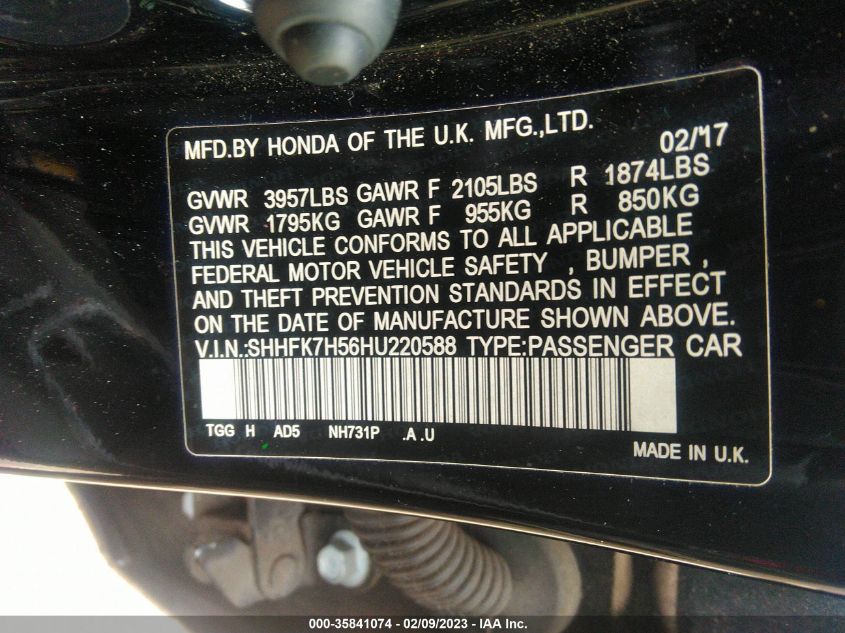 MFD.BY HONDA OF THE U.K. MFG.,LTD. 02/17
GVWR 3957LBS GAWR F 2105LBS R 1874LBS
GVWR 1795KG GAWR F 955KG R 850KG
THIS VEHICLE CONFORMS TO ALL APPLICABLE
FEDERAL MOTOR VEHICLE SAFETY , BUMPER ,
AND THEFT PREVENTION STANDARDS IN EFFECT
ON THE DATE OF MANUFACTURE SHOWN ABOVE.
V.I.N.:SHHFK7H56HU220588 TYPE:PASSENGER CAR
TGG H AD5 NH731P .A .U
MADE IN U.K.
000-35841074 - 02/09/2023 - IAA Inc.